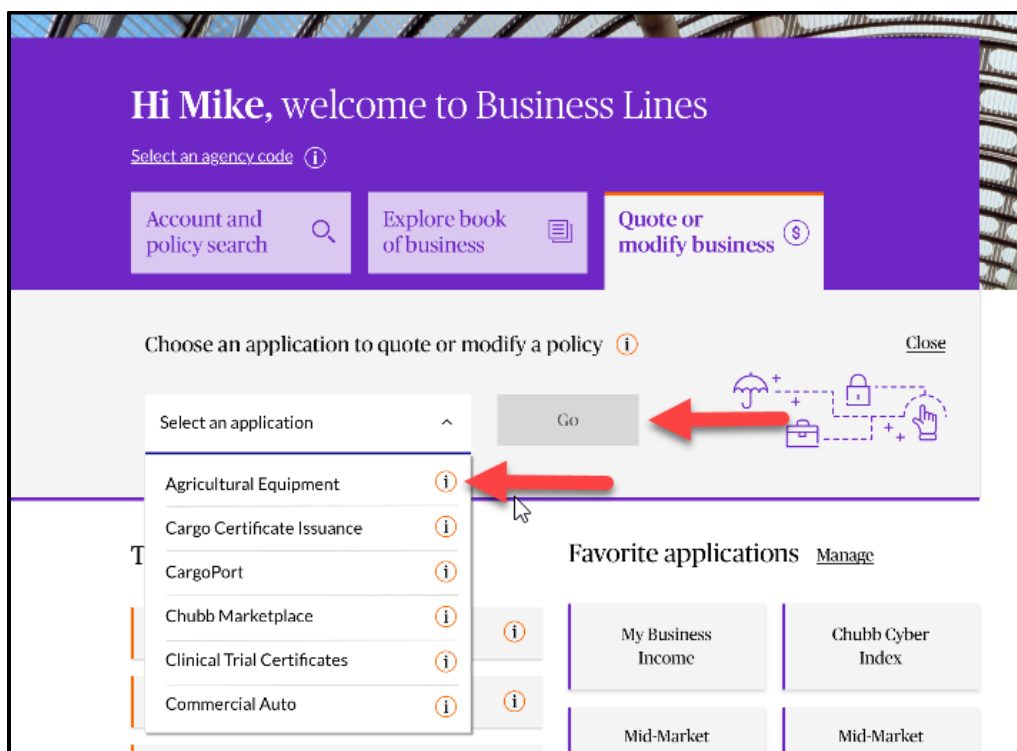 Hi Mike, welcome to Business Lines
Select an agency code i
Account and
policy search
Explore book
of business
Quote or
modify business $
Choose an application to quote or modify a policy i
Close
Select an application
Go
Agricultural Equipment i
Cargo Certificate Issuance i
CargoPort i
Chubb Marketplace i
Clinical Trial Certificates i
Commercial Auto i
T
i
i
Favorite applications Manage
My Business
Income
Chubb Cyber
Index
Mid-Market
Mid-Market